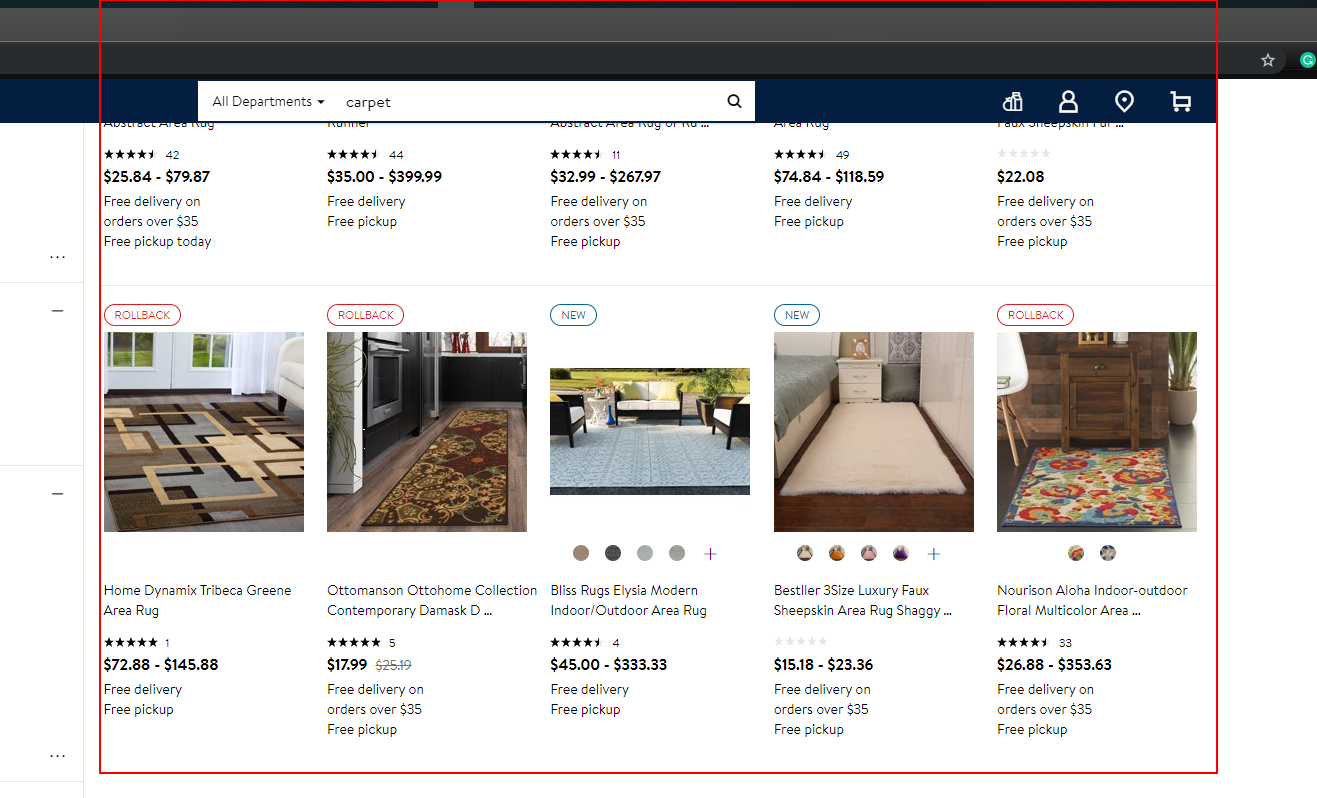 All Departments carpet
Abstract Area Rug
Runner
Abstract Area Rug or Ru ...
Area Rug
Faux Sheepskin Fur ...
42
44
11
49
$25.84 - $79.87
$35.00 - $399.99
$32.99 - $267.97
$74.84 - $118.59
$22.08
Free delivery on
orders over $35
Free pickup today
Free delivery
Free pickup
Free delivery on
orders over $35
Free pickup
Free delivery
Free pickup
Free delivery on
orders over $35
Free pickup
ROLLBACK
ROLLBACK
NEW
NEW
ROLLBACK
Home Dynamix Tribeca Greene
Area Rug
1
$72.88 - $145.88
Free delivery
Free pickup
Ottomanson Ottohome Collection
Contemporary Damask D ...
5
$17.99 $25.19
Free delivery on
orders over $35
Free pickup
Bliss Rugs Elysia Modern
Indoor/Outdoor Area Rug
4
$45.00 - $333.33
Free delivery
Free pickup
Bestller 3Size Luxury Faux
Sheepskin Area Rug Shaggy ...
$15.18 - $23.36
Free delivery on
orders over $35
Free pickup
Nourison Aloha Indoor-outdoor
Floral Multicolor Area ...
33
$26.88 - $353.63
Free delivery on
orders over $35
Free pickup